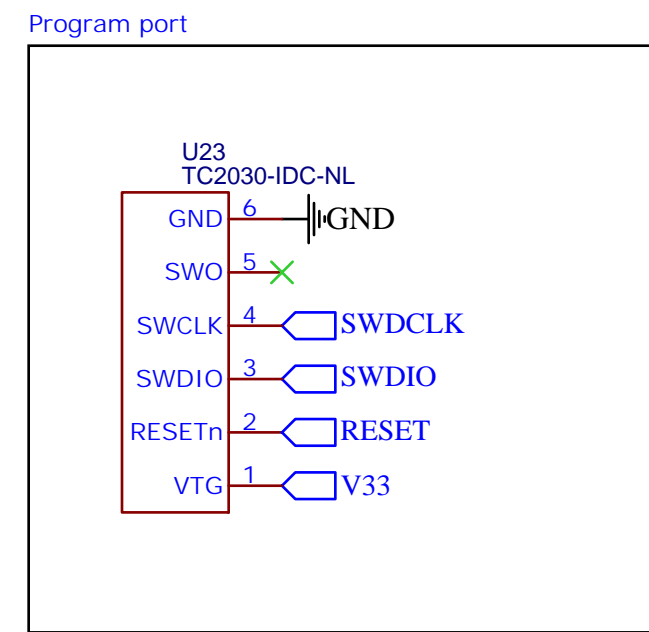 Program port
U23
TC2030-IDC-NL
GND 6 GND
SWO 5
SWCLK 4 SWDCLK
SWDIO 3 SWDIO
RESETn 2 RESET
VTG 1 V33